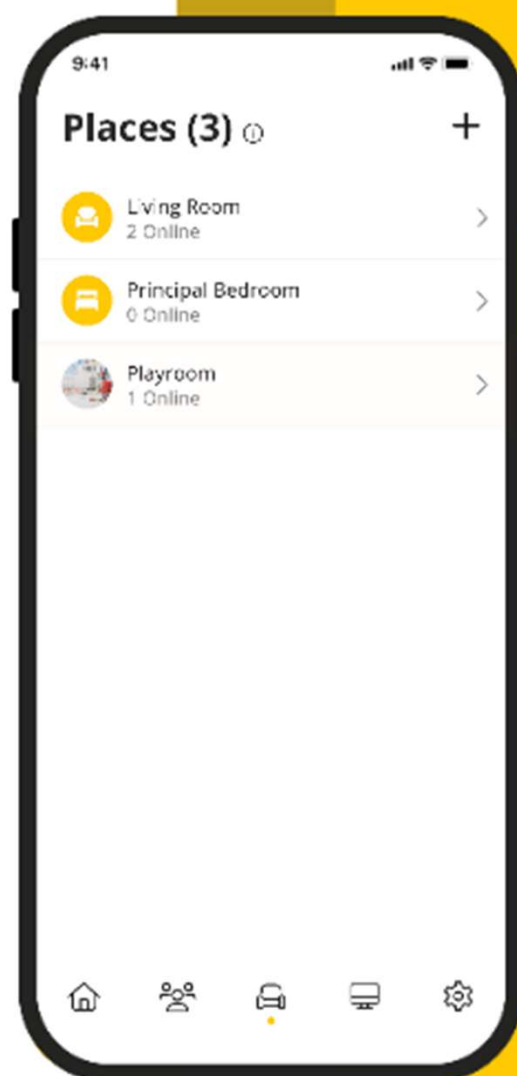 9:41
Places (3)
Living Room
2 Online
Principal Bedroom
0 Online
Playroom
1 Online